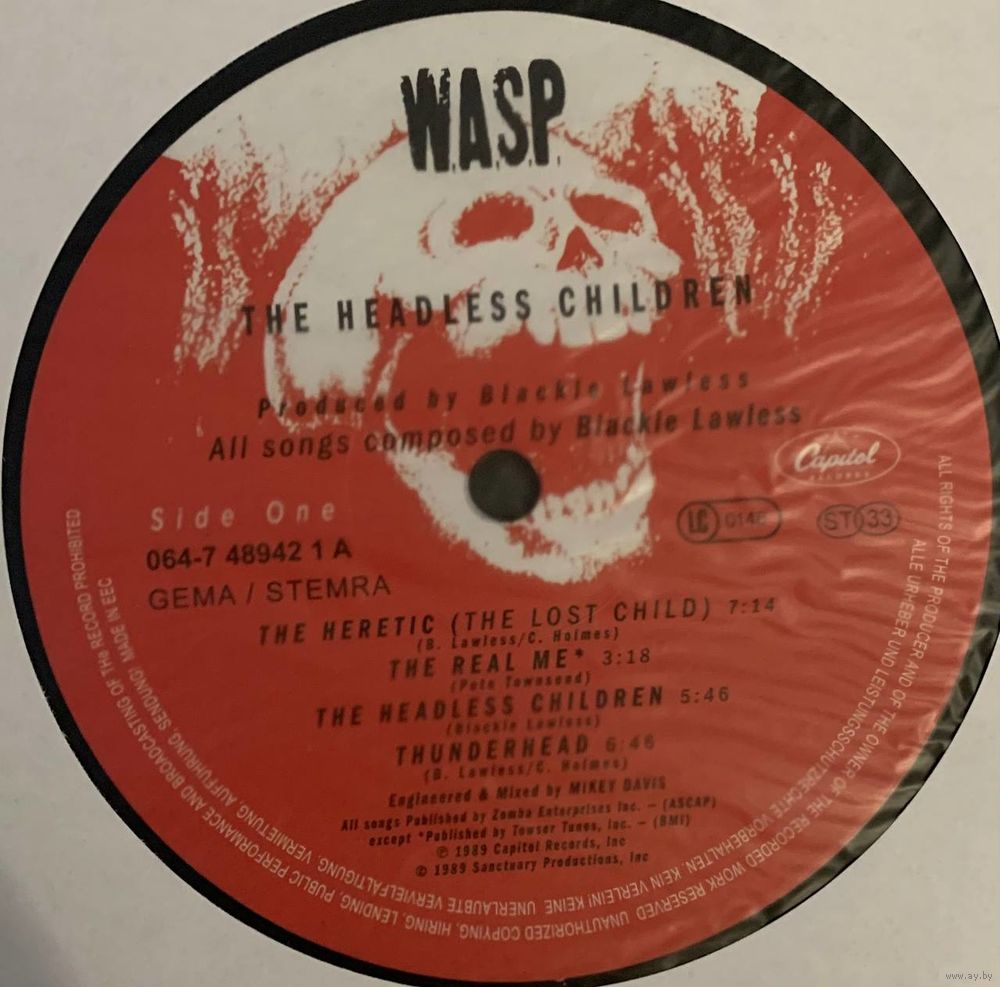 W.A.S.P.
THE HEADLESS CHILDREN
Produced by Blackie Lawless
All songs composed by Blackie Lawless
Capitol
RECORDS
Side One
064-7 48942 1 A
GEMA / STEMRA
LC 0148
ST 33
THE HERETIC (THE LOST CHILD) 7:14
(B. Lawless/C. Holmes)
THE REAL ME* 3:18
(Pete Townsend)
THE HEADLESS CHILDREN 5:46
(Blackie Lawless)
THUNDERHEAD 6:46
(B. Lawless/C. Holmes)
Engineered & Mixed by MIKEY DAVIS
All songs Published by Zomba Enterprises Inc. – (ASCAP)
except *Published by Towser Tunes, Inc. – (BMI)
℗ 1989 Capitol Records, Inc
© 1989 Sanctuary Productions, Inc
ALL RIGHTS OF THE PRODUCER AND OF THE OWNER OF THE RECORDED WORK RESERVED UNAUTHORIZED COPYING, HIRING, LENDING, PUBLIC PERFORMANCE AND BROADCASTING OF THe RECORD PROHIBITED
ALLE URHEBER UND LEISTUNGSSCHUTZRECHTE VORBEHALTEN. KEIN VERLEIH! KEINE UNERLAUBTE VERVIELFÄLTIGUNG, VERMIETUNG, AUFFÜHRUNG, SENDUNG! MADE IN EEC
www.ay.by